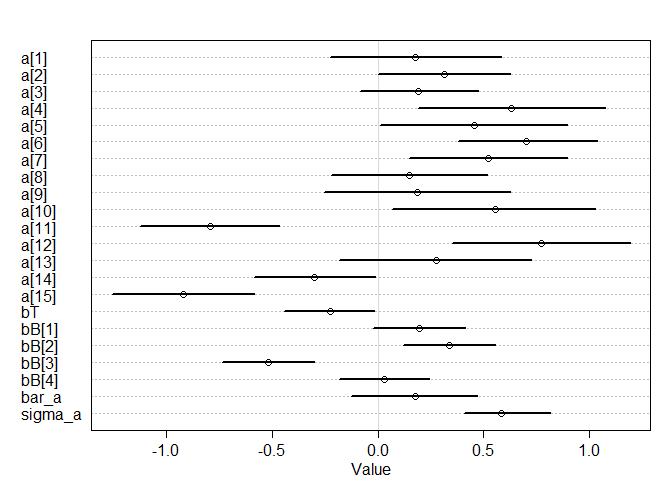 a[1]
a[2]
a[3]
a[4]
a[5]
a[6]
a[7]
a[8]
a[9]
a[10]
a[11]
a[12]
a[13]
a[14]
a[15]
bT
bB[1]
bB[2]
bB[3]
bB[4]
bar_a
sigma_a
-1.0 -0.5 0.0 0.5 1.0
Value